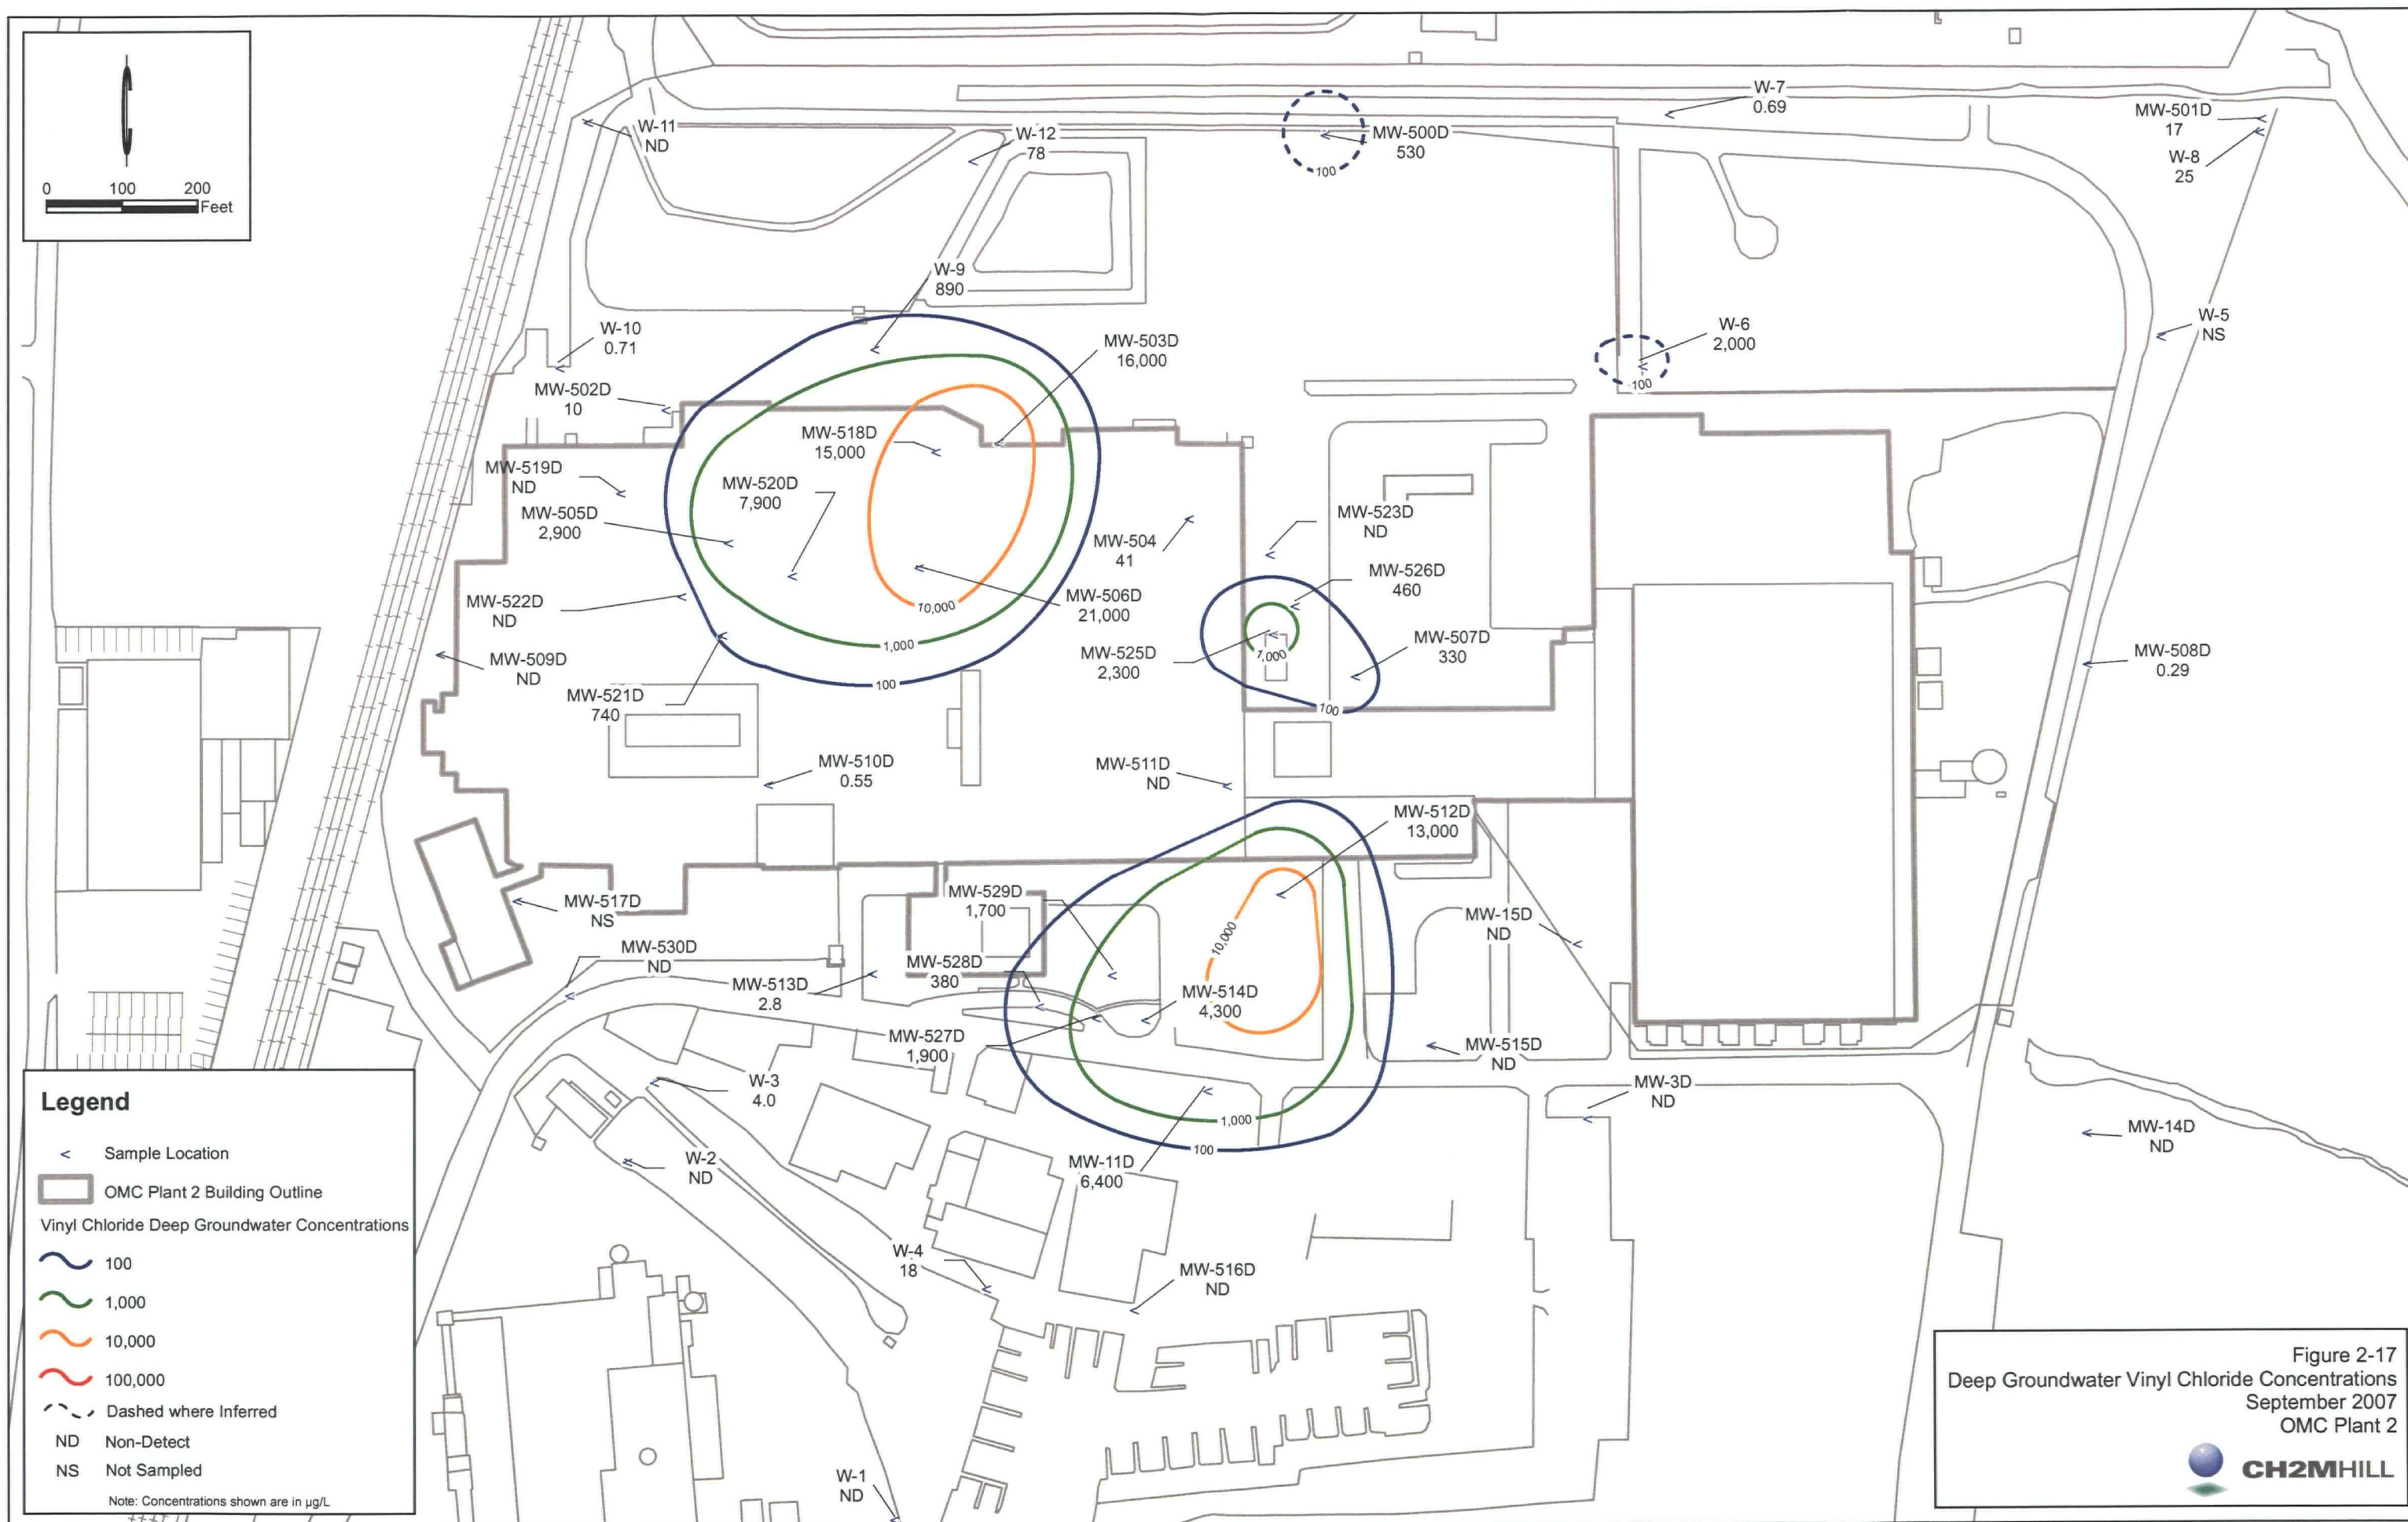 0 100 200
Feet
W-11
ND
W-12
78
MW-500D
530
100
W-7
0.69
MW-501D
17
W-8
25
W-9
890
W-10
0.71
MW-503D
16,000
W-6
2,000
100
W-5
NS
MW-502D
10
MW-518D
15,000
MW-519D
ND
MW-520D
7,900
MW-505D
2,900
MW-504
41
MW-523D
ND
MW-526D
460
MW-522D
ND
10,000
MW-506D
21,000
1,000
100
MW-509D
ND
MW-521D
740
MW-525D
2,300
1,000
MW-507D
330
100
MW-508D
0.29
MW-510D
0.55
MW-511D
ND
MW-512D
13,000
MW-517D
NS
MW-529D
1,700
10,000
MW-15D
ND
MW-530D
ND
MW-528D
380
MW-513D
2.8
MW-514D
4,300
MW-527D
1,900
MW-515D
ND
W-3
4.0
MW-3D
ND
1,000
100
MW-14D
ND
W-2
ND
MW-11D
6,400
W-4
18
MW-516D
ND
W-1
ND
Legend
Sample Location
OMC Plant 2 Building Outline
Vinyl Chloride Deep Groundwater Concentrations
100
1,000
10,000
100,000
Dashed where Inferred
ND Non-Detect
NS Not Sampled
Note: Concentrations shown are in µg/L
Figure 2-17
Deep Groundwater Vinyl Chloride Concentrations
September 2007
OMC Plant 2
CH2MHILL